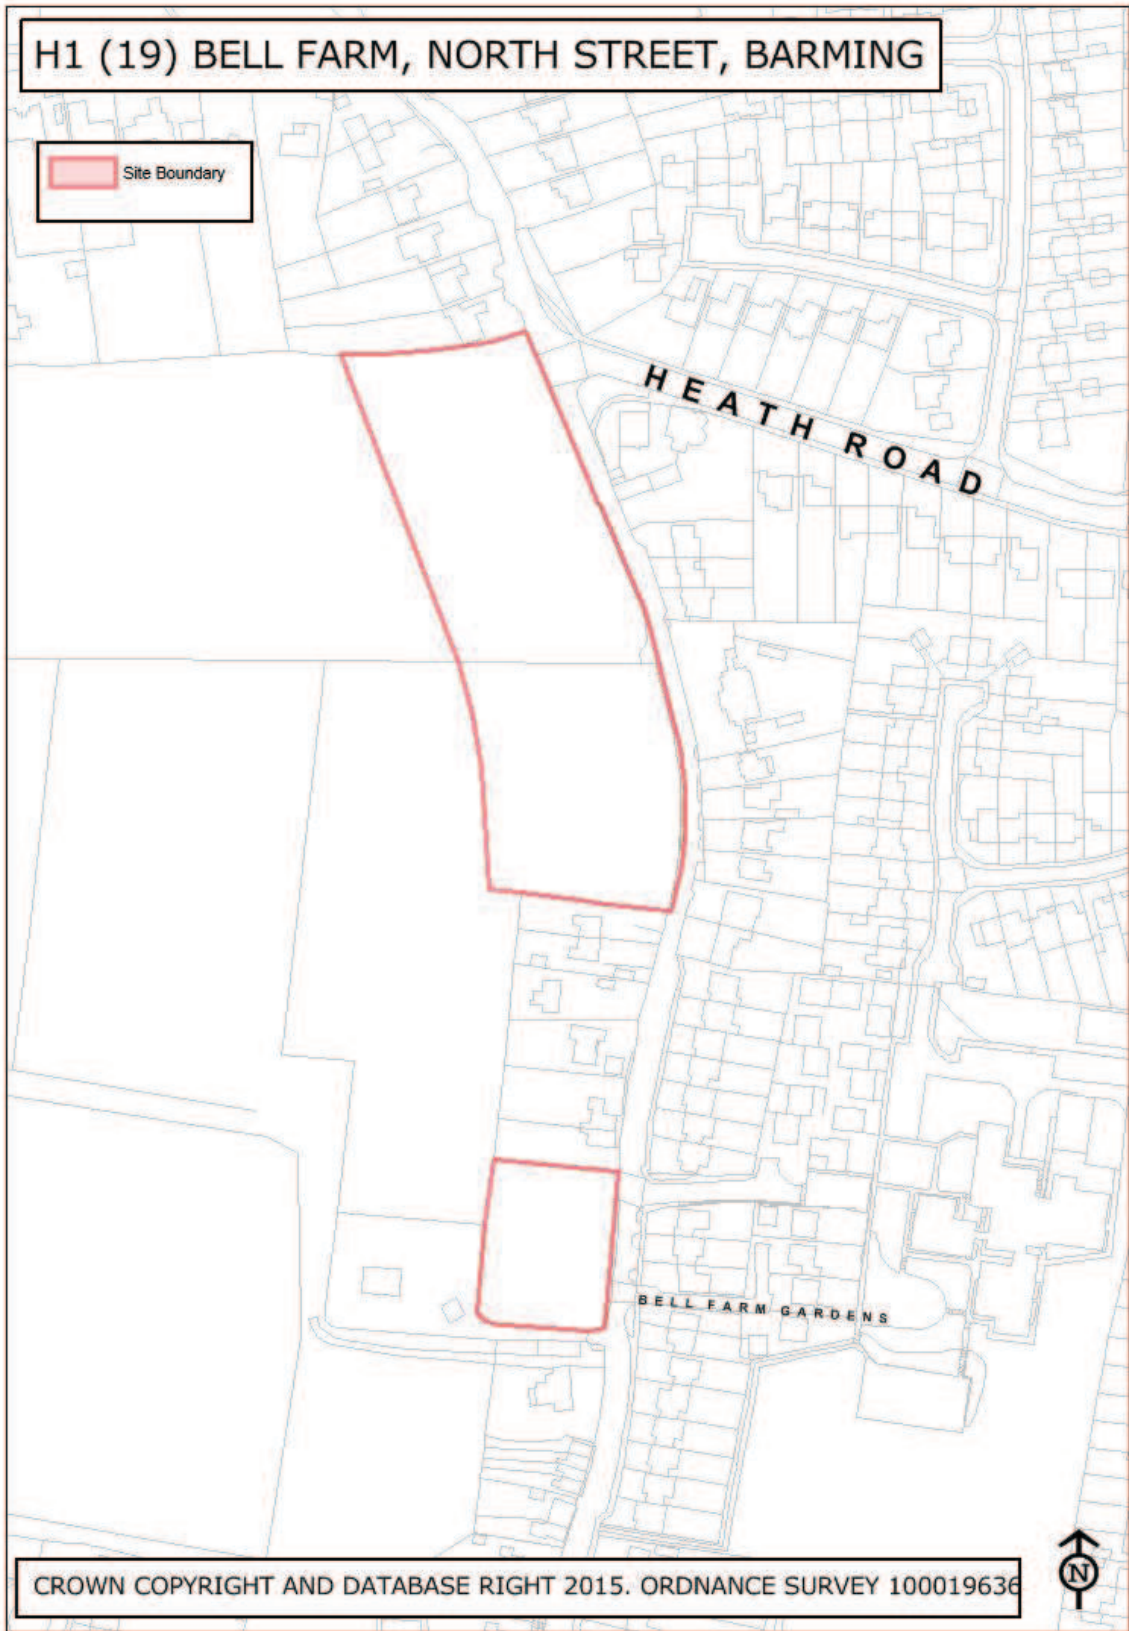 H1 (19) BELL FARM, NORTH STREET, BARMING
Site Boundary
HEATH ROAD
BELL FARM GARDENS
CROWN COPYRIGHT AND DATABASE RIGHT 2015. ORDNANCE SURVEY 100019636
N